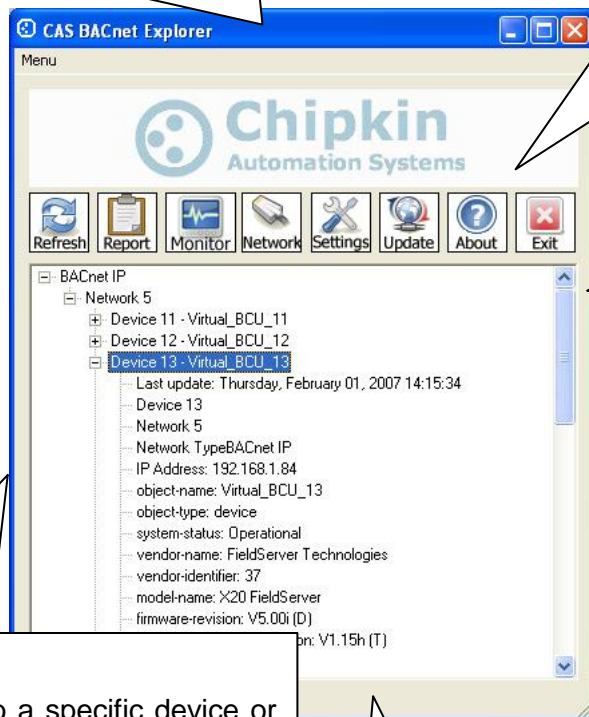 CAS BACnet Explorer
Menu
Chipkin
Automation Systems
Refresh Report Monitor Network Settings Update About Exit
BACnet IP
Network 5
Device 11 - Virtual_BCU_11
Device 12 - Virtual_BCU_12
Device 13 - Virtual_BCU_13
Last update: Thursday, February 01, 2007 14:15:34
Device 13
Network 5
Network TypeBACnet IP
IP Address: 192.168.1.84
object-name: Virtual_BCU_13
object-type: device
system-status: Operational
vendor-name: FieldServer Technologies
vendor-identifier: 37
model-name: X20 FieldServer
firmware-revision: V5.00i (D)
on: V1.15h (T)
a specific device or